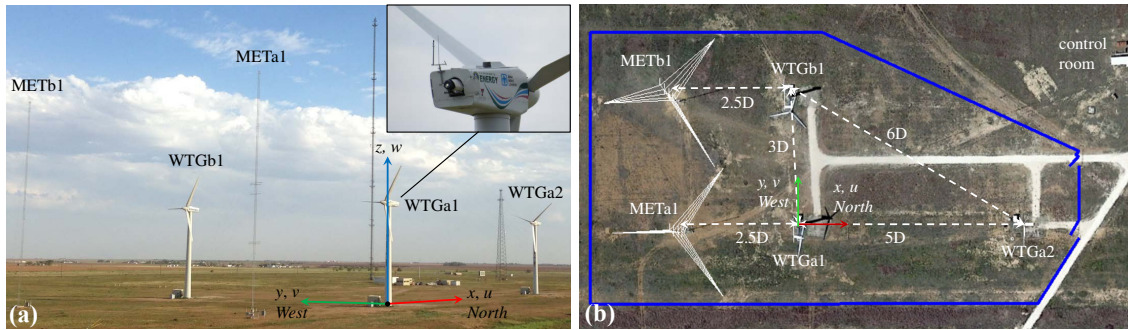 METb1
METa1
WTGb1
z, w
WTGa1
WTGa2
ENERGY
y, v
West
x, u
North
(a)
METb1
WTGb1
control
room
2.5D
6D
3D
y, v
West
x, u
North
METa1
2.5D
5D
WTGa1
WTGa2
(b)